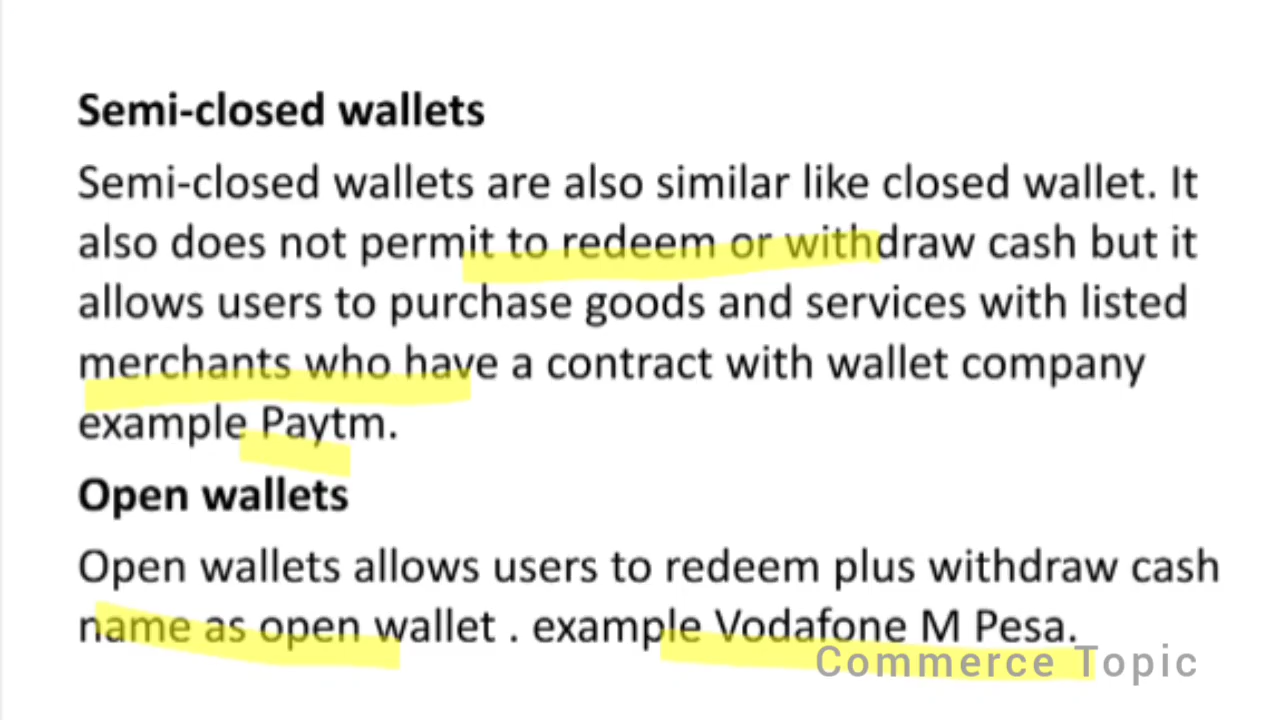 Semi-closed wallets
Semi-closed wallets are also similar like closed wallet. It
also does not permit to redeem or withdraw cash but it
allows users to purchase goods and services with listed
merchants who have a contract with wallet company
example Paytm.
Open wallets
Open wallets allows users to redeem plus withdraw cash
name as open wallet . example Vodafone M Pesa.
Commerce Topic